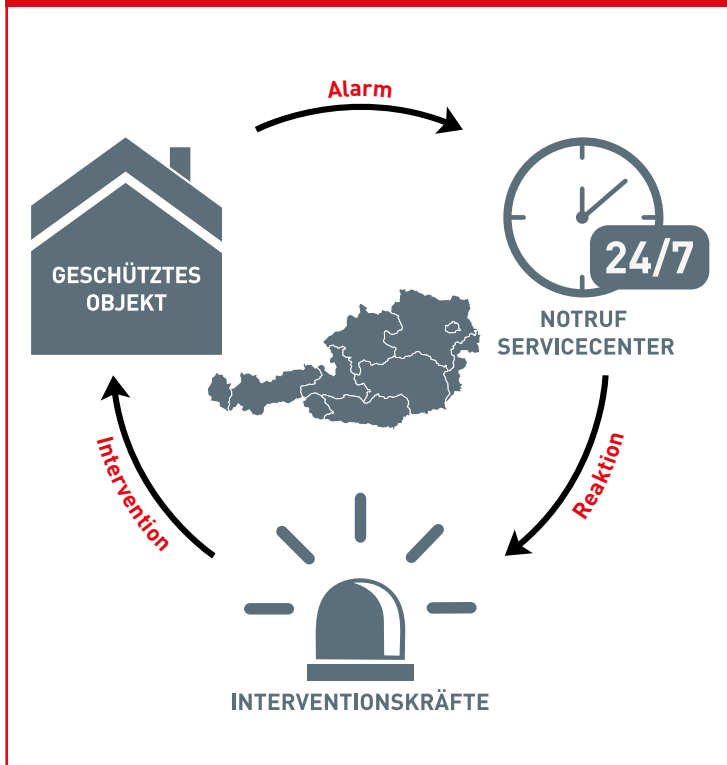 Alarm
GESCHÜTZTES
OBJEKT
24/7
NOTRUF
SERVICECENTER
Intervention
Reaktion
INTERVENTIONSKRÄFTE